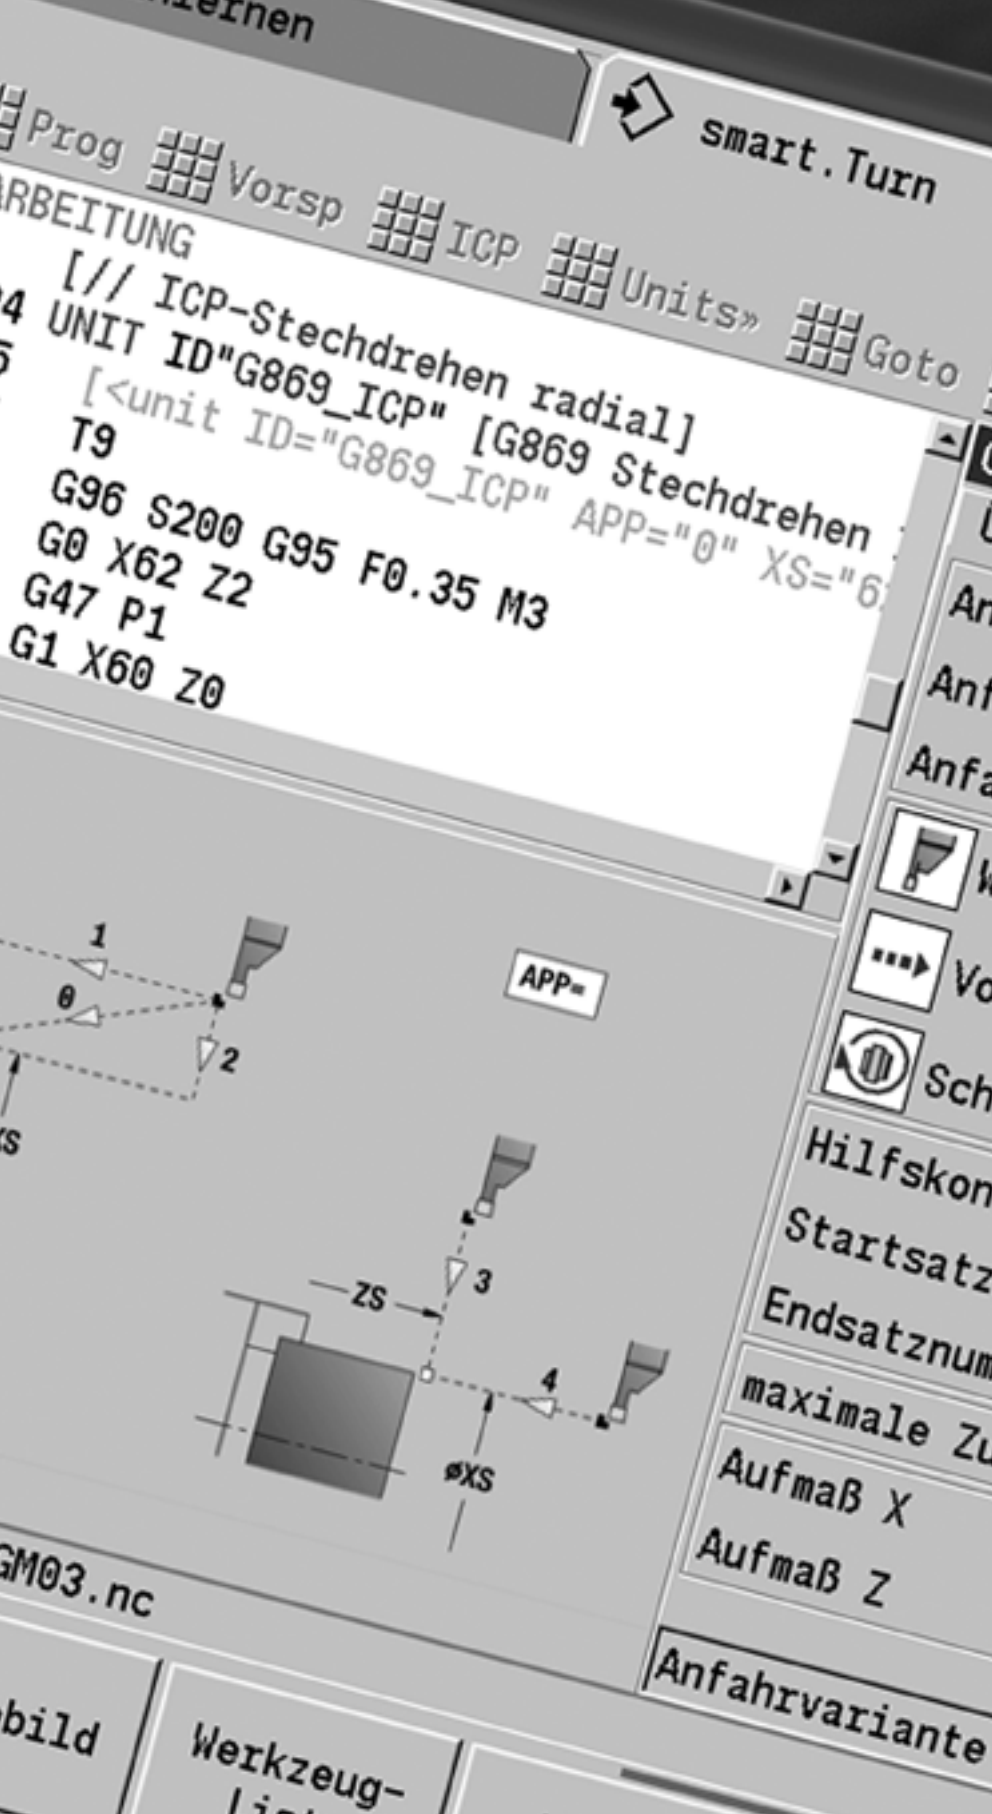 smart.Turn
Prog Vorsp ICP Units» Goto
[// ICP-Stechdrehen radial]
UNIT ID"G869_ICP" [G869 Stechdrehen
[<unit ID="G869_ICP" APP="0" XS="6
T9
G96 S200 G95 F0.35 M3
G0 X62 Z2
G47 P1
G1 X60 Z0
1
0
2
APP=
3
ZS
4
øXS
Hilfskon
Startsatz
Endsatznum
maximale Zu
Aufmaß X
Aufmaß Z
GM03.nc
Anfahrvariante
Werkzeug-